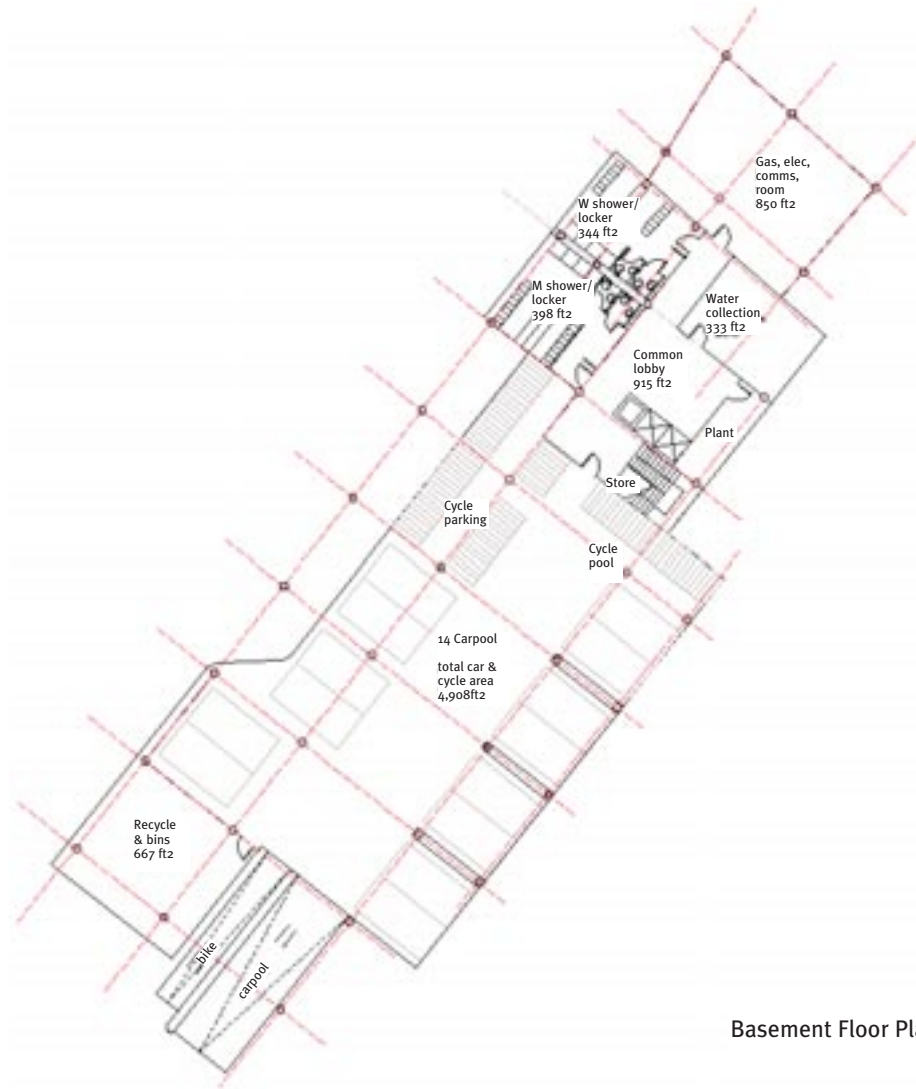 Gas, elec,
comms,
room
850 ft2
W shower/
locker
344 ft2
M shower/
locker
398 ft2
Water
collection
333 ft2
Common
lobby
915 ft2
Plant
Store
Cycle
parking
Cycle
pool
14 Carpool
total car &
cycle area
4,908ft2
Recycle
& bins
667 ft2
bike
carpool
Basement Floor Pla